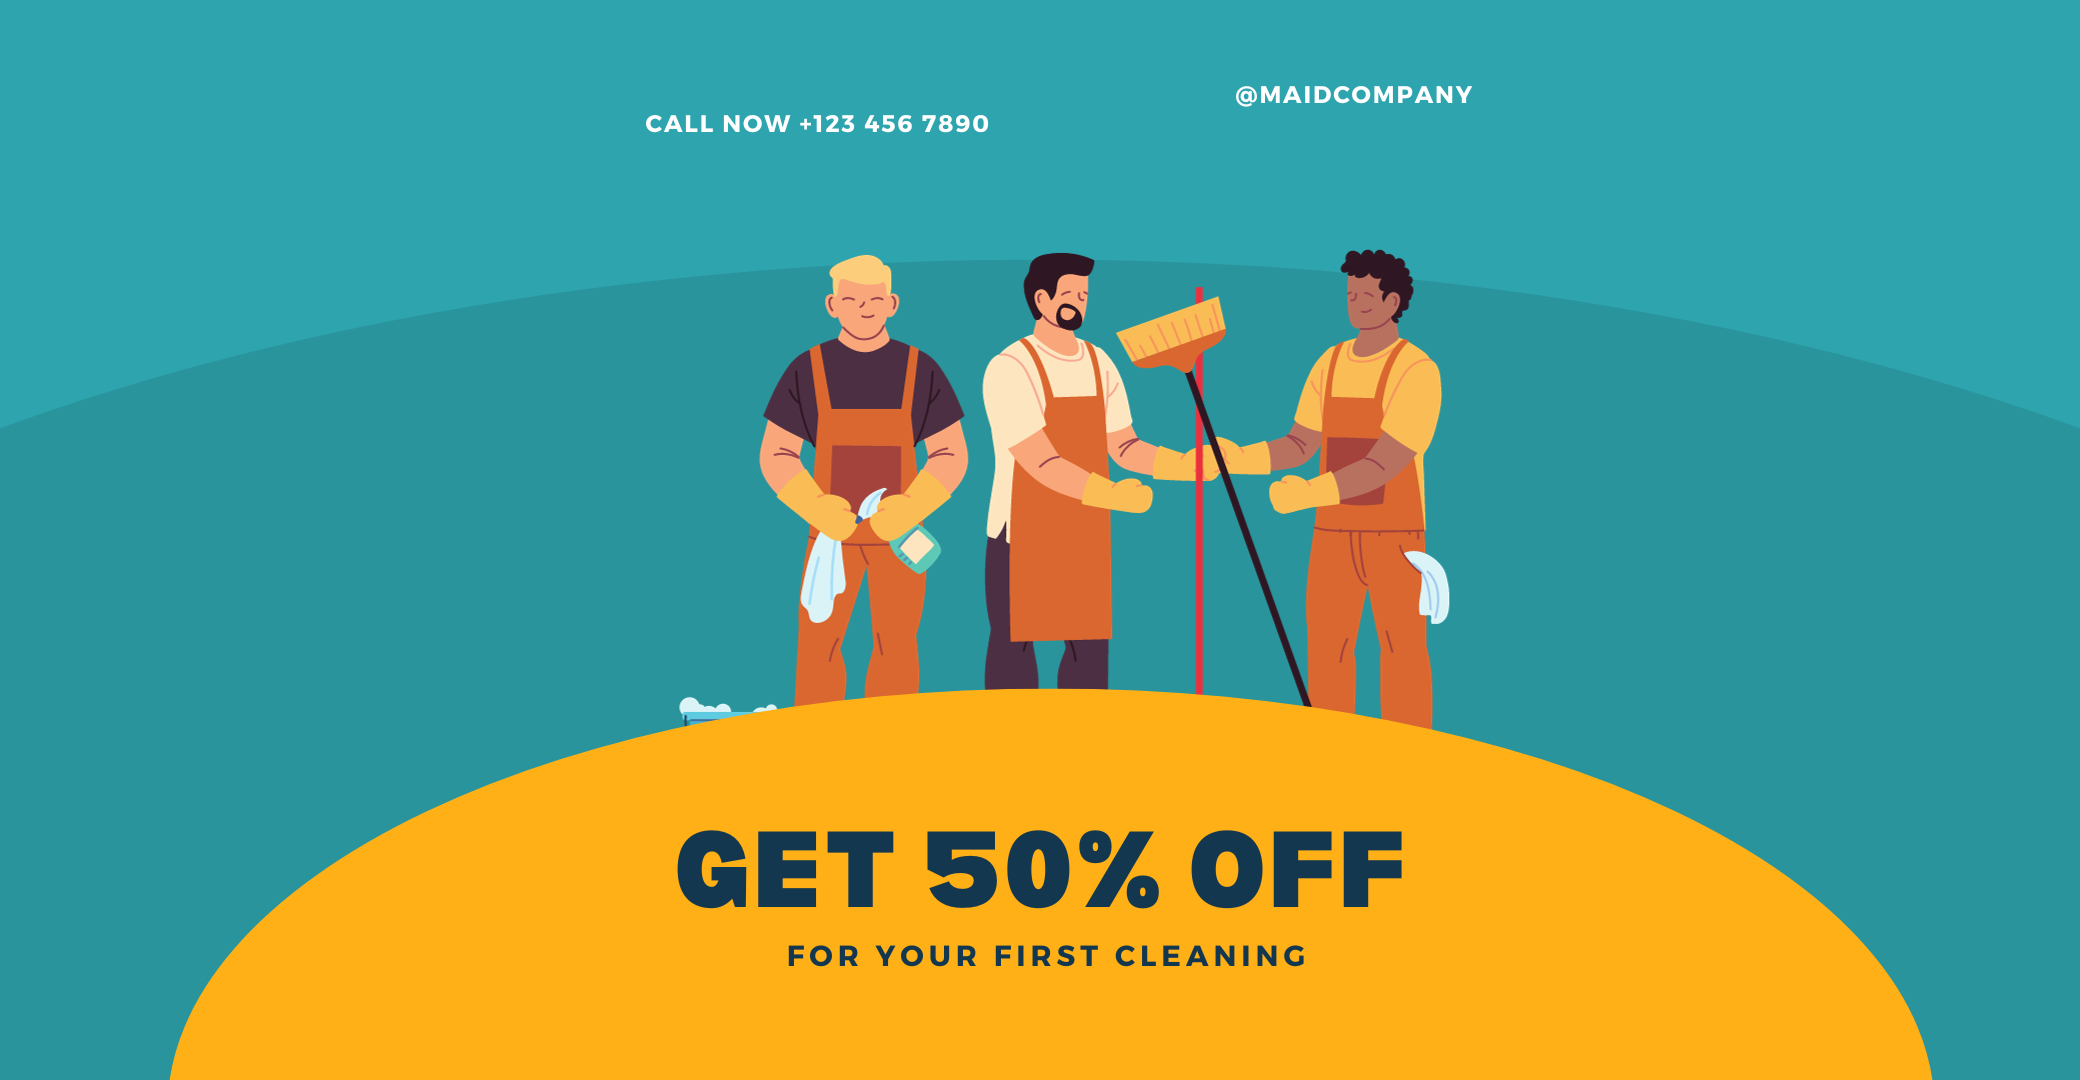 @MAIDCOMPANY
CALL NOW +123 456 7890
GET 50% OFF
FOR YOUR FIRST CLEANING